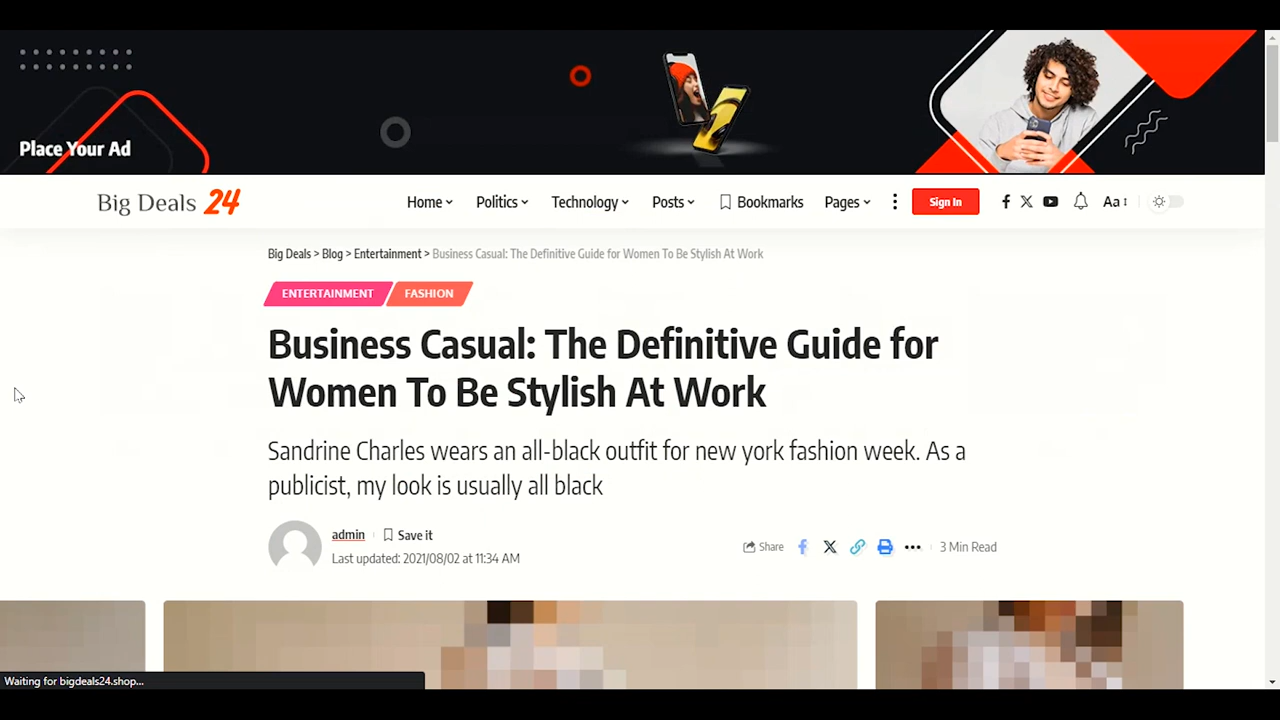 Place Your Ad
Big Deals 24
Home Politics Technology Posts Bookmarks Pages Sign In Aa
Big Deals > Blog > Entertainment > Business Casual: The Definitive Guide for Women To Be Stylish At Work
ENTERTAINMENT FASHION
Business Casual: The Definitive Guide for
Women To Be Stylish At Work
Sandrine Charles wears an all-black outfit for new york fashion week. As a
publicist, my look is usually all black
admin Save it
Last updated: 2021/08/02 at 11:34 AM
Share 3 Min Read
Waiting for bigdeals24.shop...